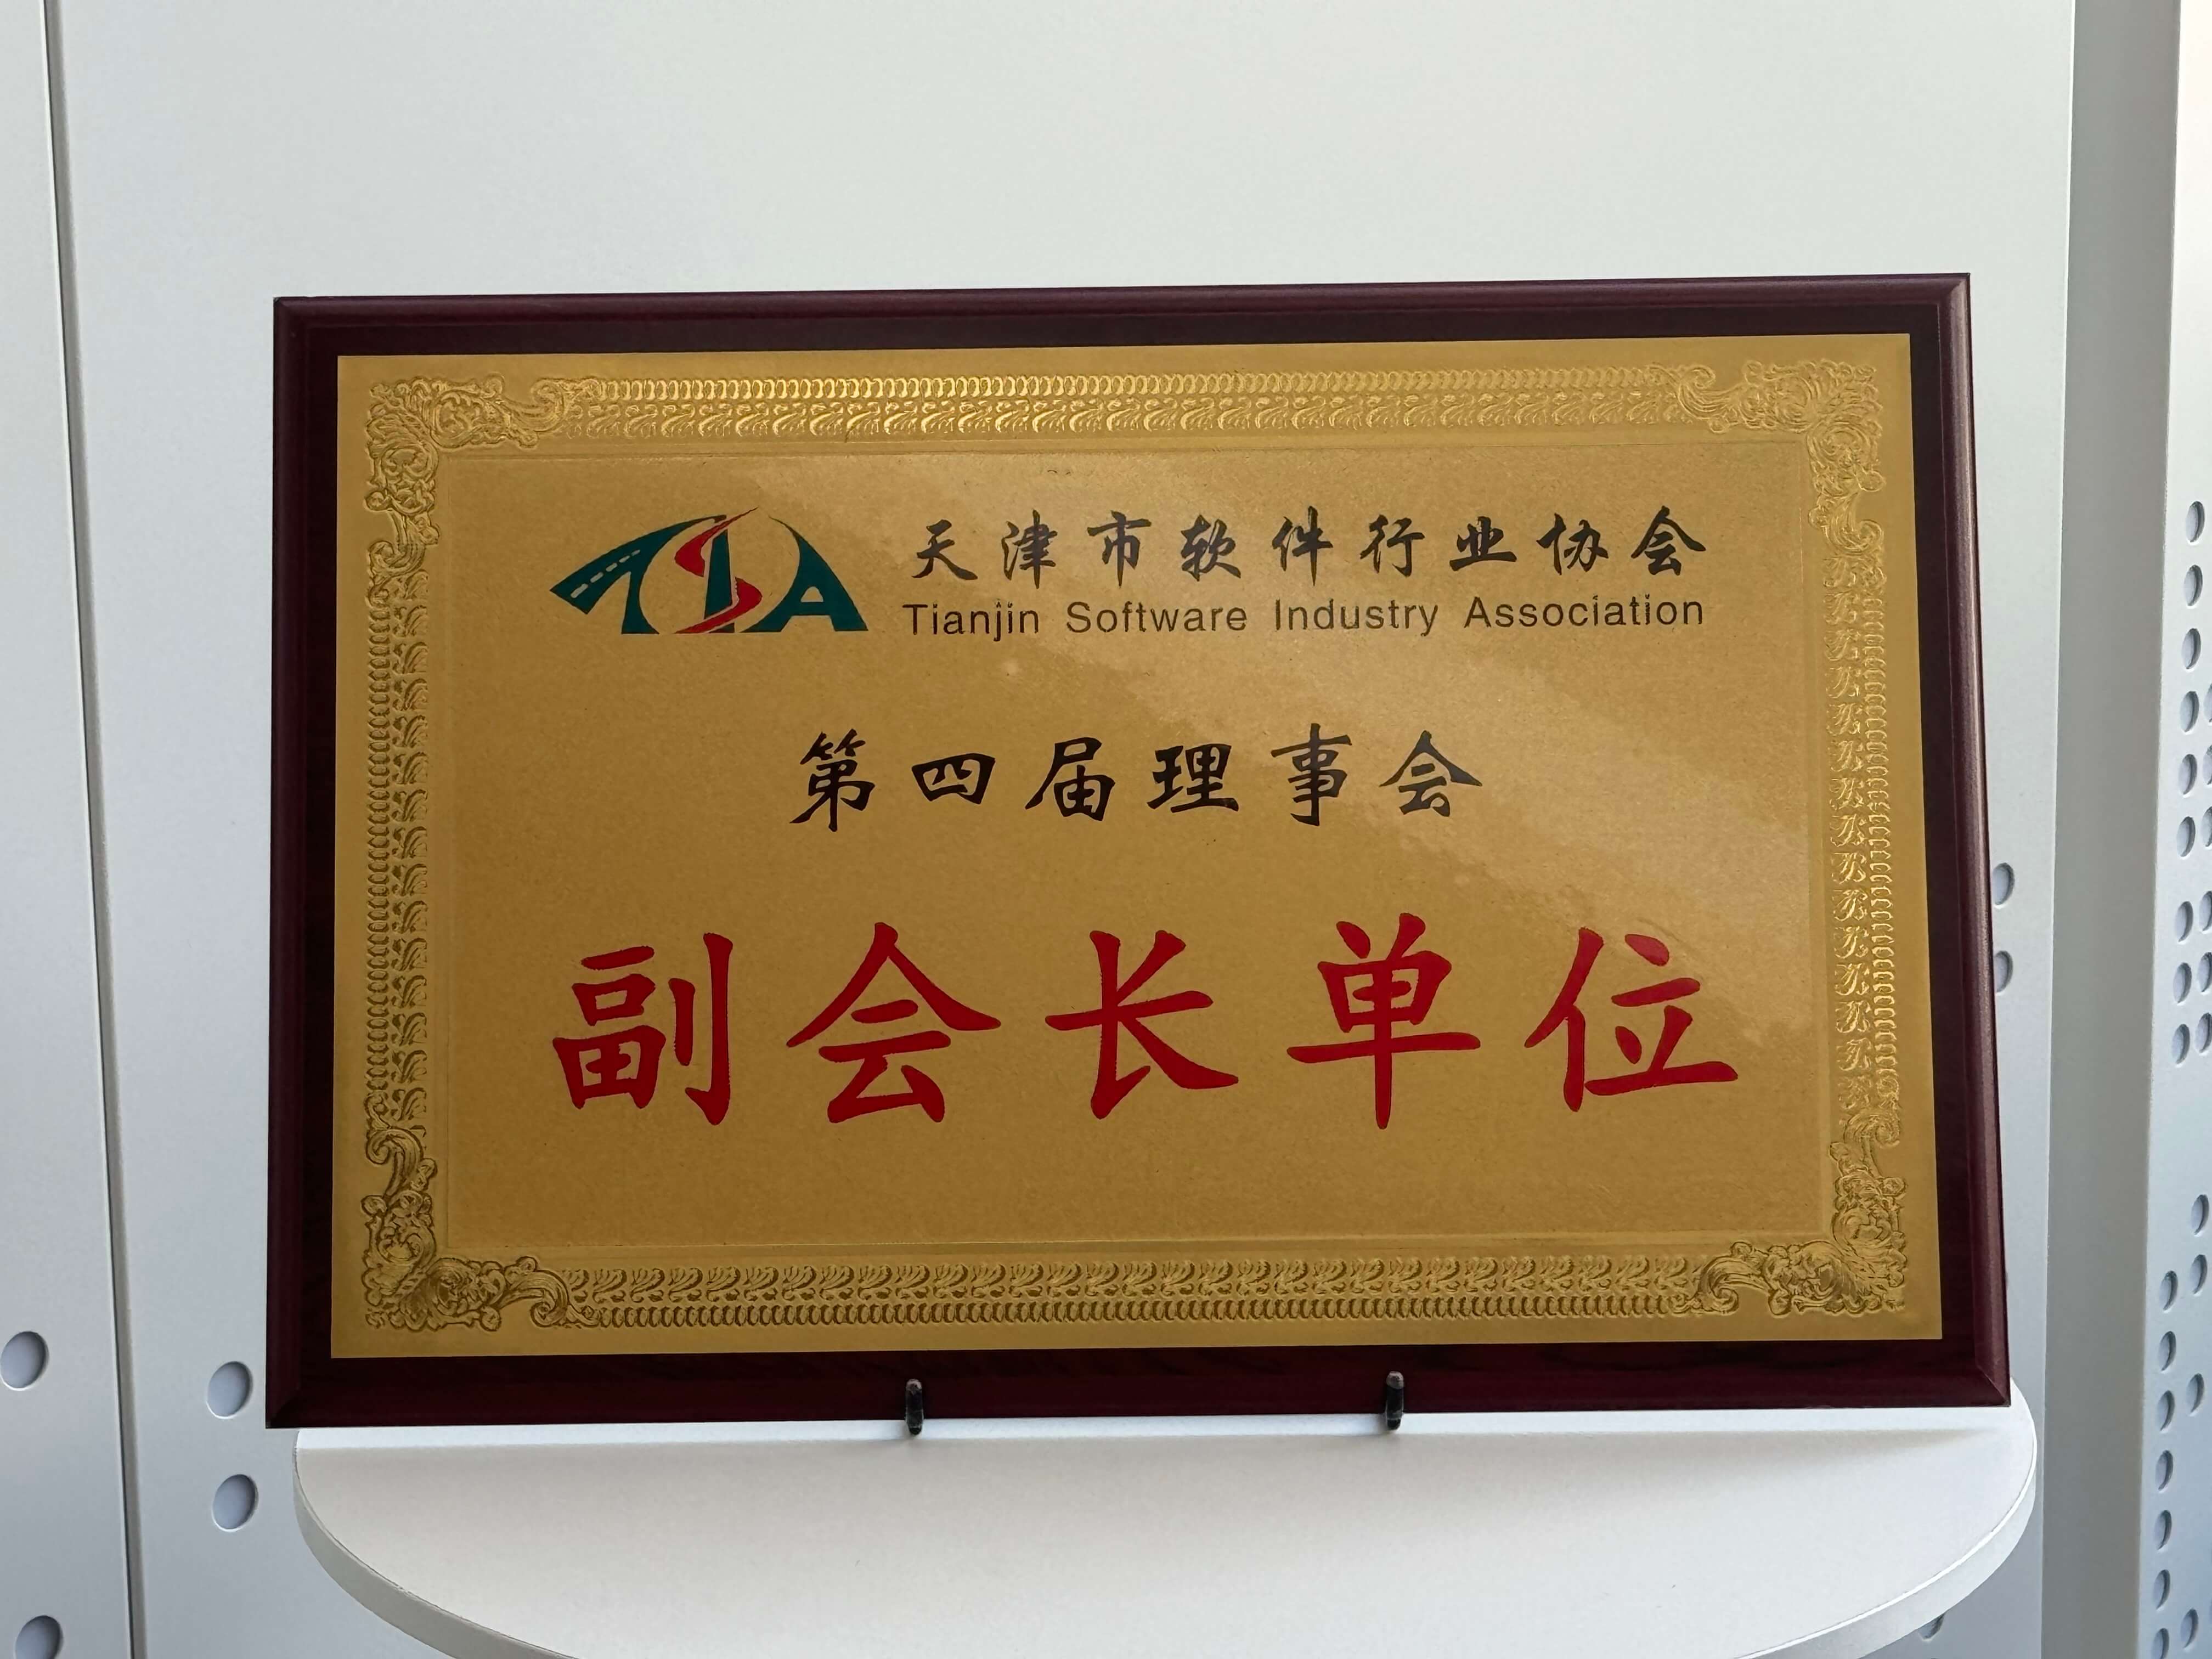 TSIA 天津市软件行业协会
Tianjin Software Industry Association
第四届理事会
副会长单位